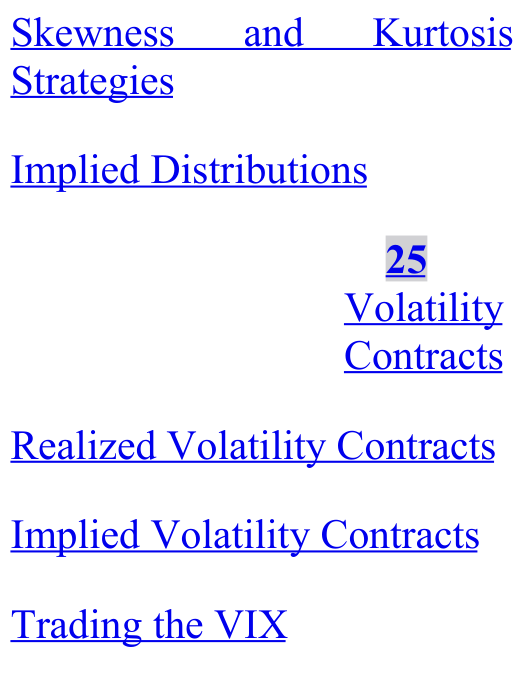 Skewness and Kurtosis
Strategies
Implied Distributions
25
Volatility
Contracts
Realized Volatility Contracts
Implied Volatility Contracts
Trading the VIX